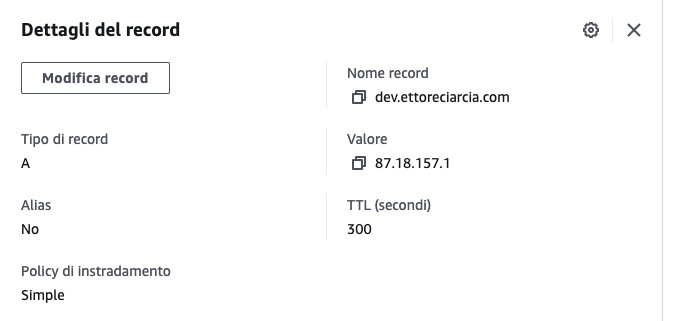 Dettagli del record
Modifica record
Nome record
dev.ettoreciarcia.com
Tipo di record
A
Valore
87.18.157.1
Alias
No
TTL (secondi)
300
Policy di instradamento
Simple